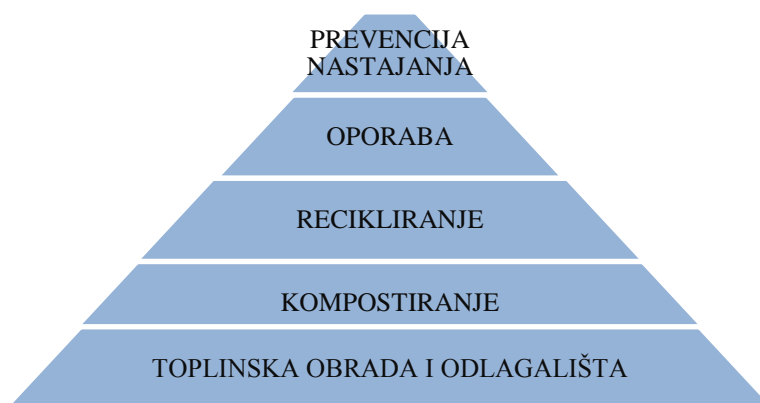 PREVENCIJA
NASTAJANJA
OPORABA
RECIKLIRANJE
KOMPOSTIRANJE
TOPLINSKA OBRADA I ODLAGALIŠTA